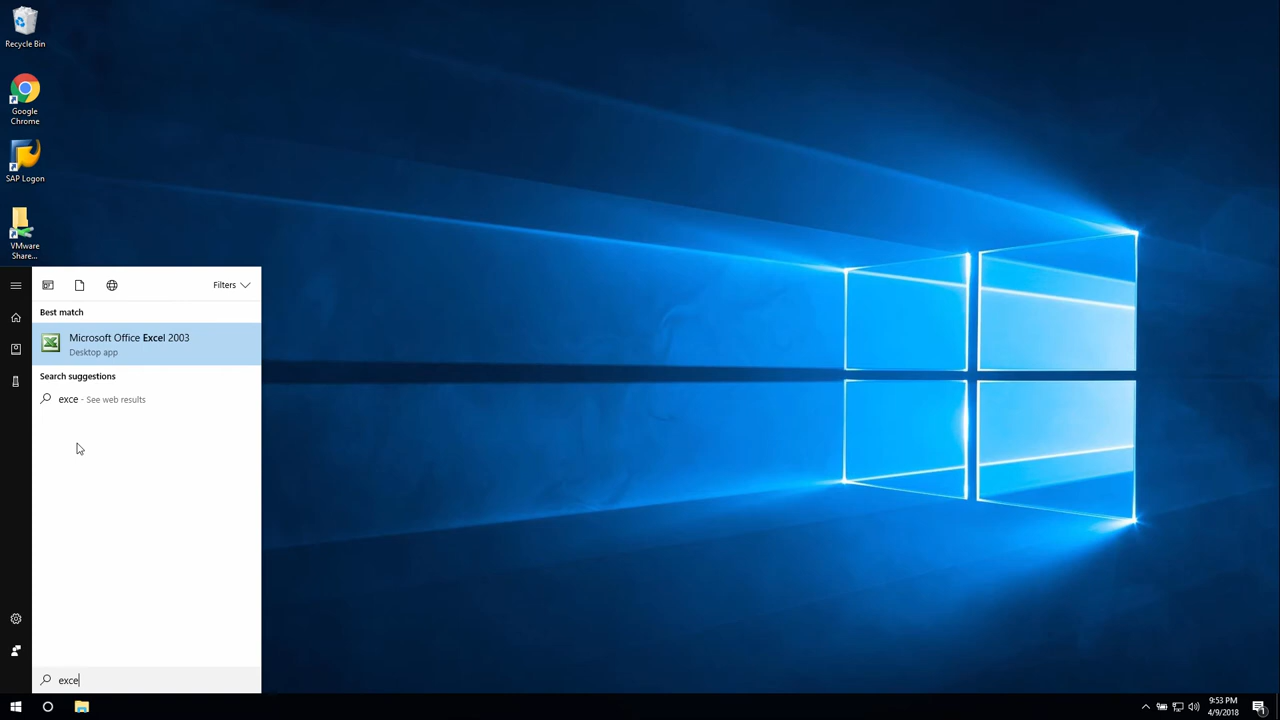 Recycle Bin
Google
Chrome
SAP Logon
VMware
Share...
Filters
Best match
Microsoft Office Excel 2003
Desktop app
Search suggestions
exce - See web results
exce
9:53 PM
4/9/2018
1